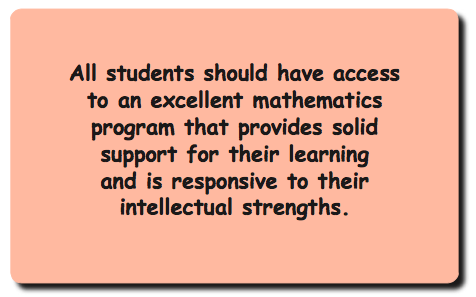 All students should have access
to an excellent mathematics
program that provides solid
support for their learning
and is responsive to their
intellectual strengths.